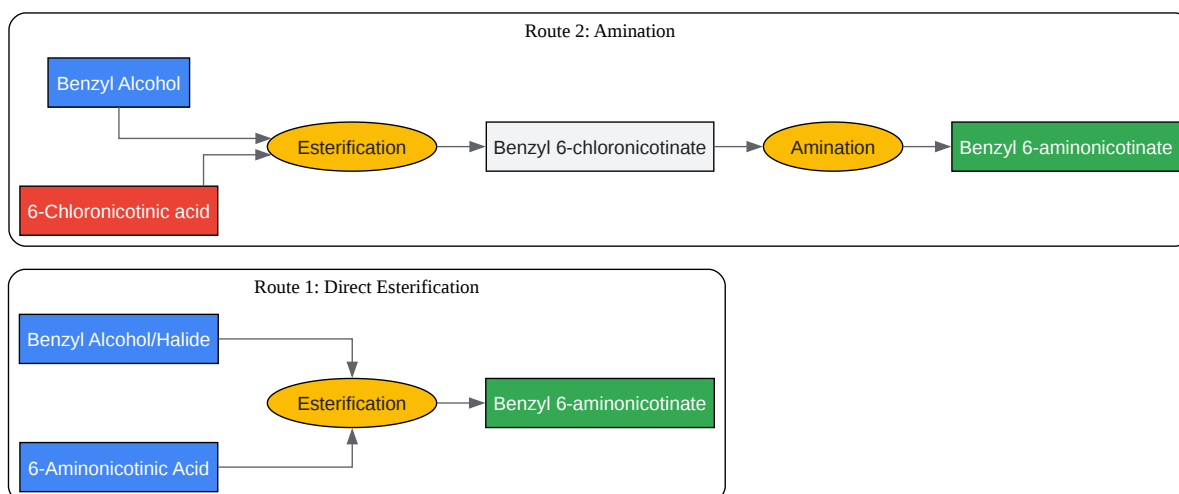 Route 2: Amination
Benzyl Alcohol
Esterification
Benzyl 6-chloronicotinate
Amination
Benzyl 6-aminonicotinate
6-Chloronicotinic acid
Route 1: Direct Esterification
Benzyl Alcohol/Halide
Esterification
Benzyl 6-aminonicotinate
6-Aminonicotinic Acid